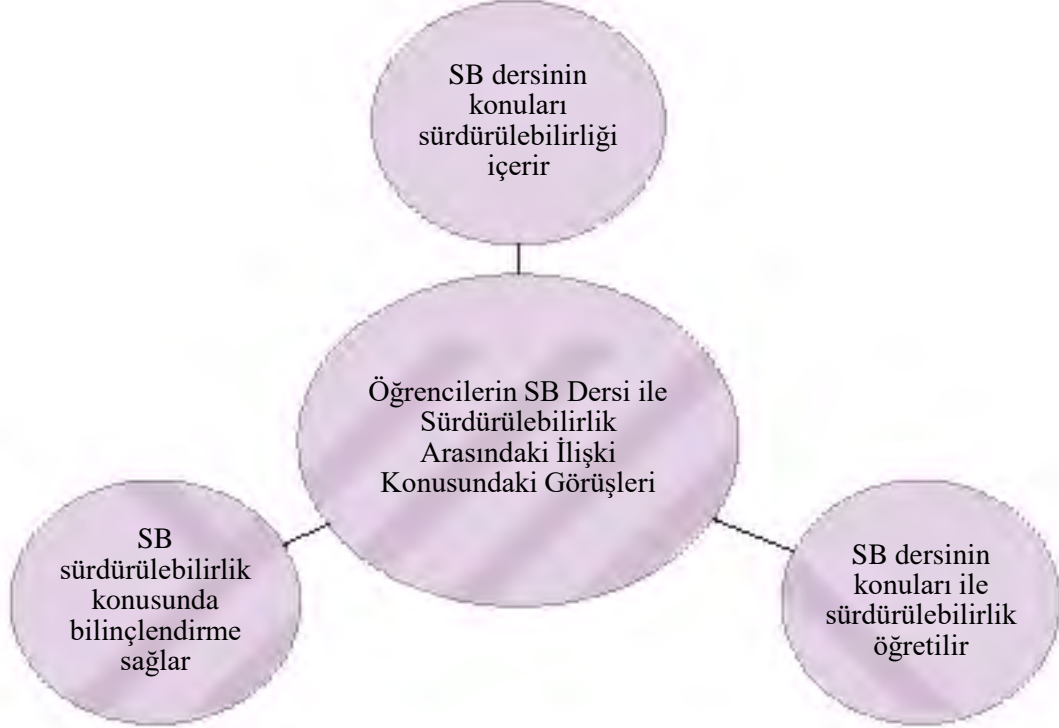 SB dersinin
konuları
sürdürülebilirliği
içerir
Öğrencilerin SB Dersi ile
Sürdürülebilirlik
Arasındaki İlişki
Konusundaki Görüşleri
SB
sürdürülebilirlik
konusunda
bilinçlendirme
sağlar
SB dersinin
konuları ile
sürdürülebilirlik
öğretilir